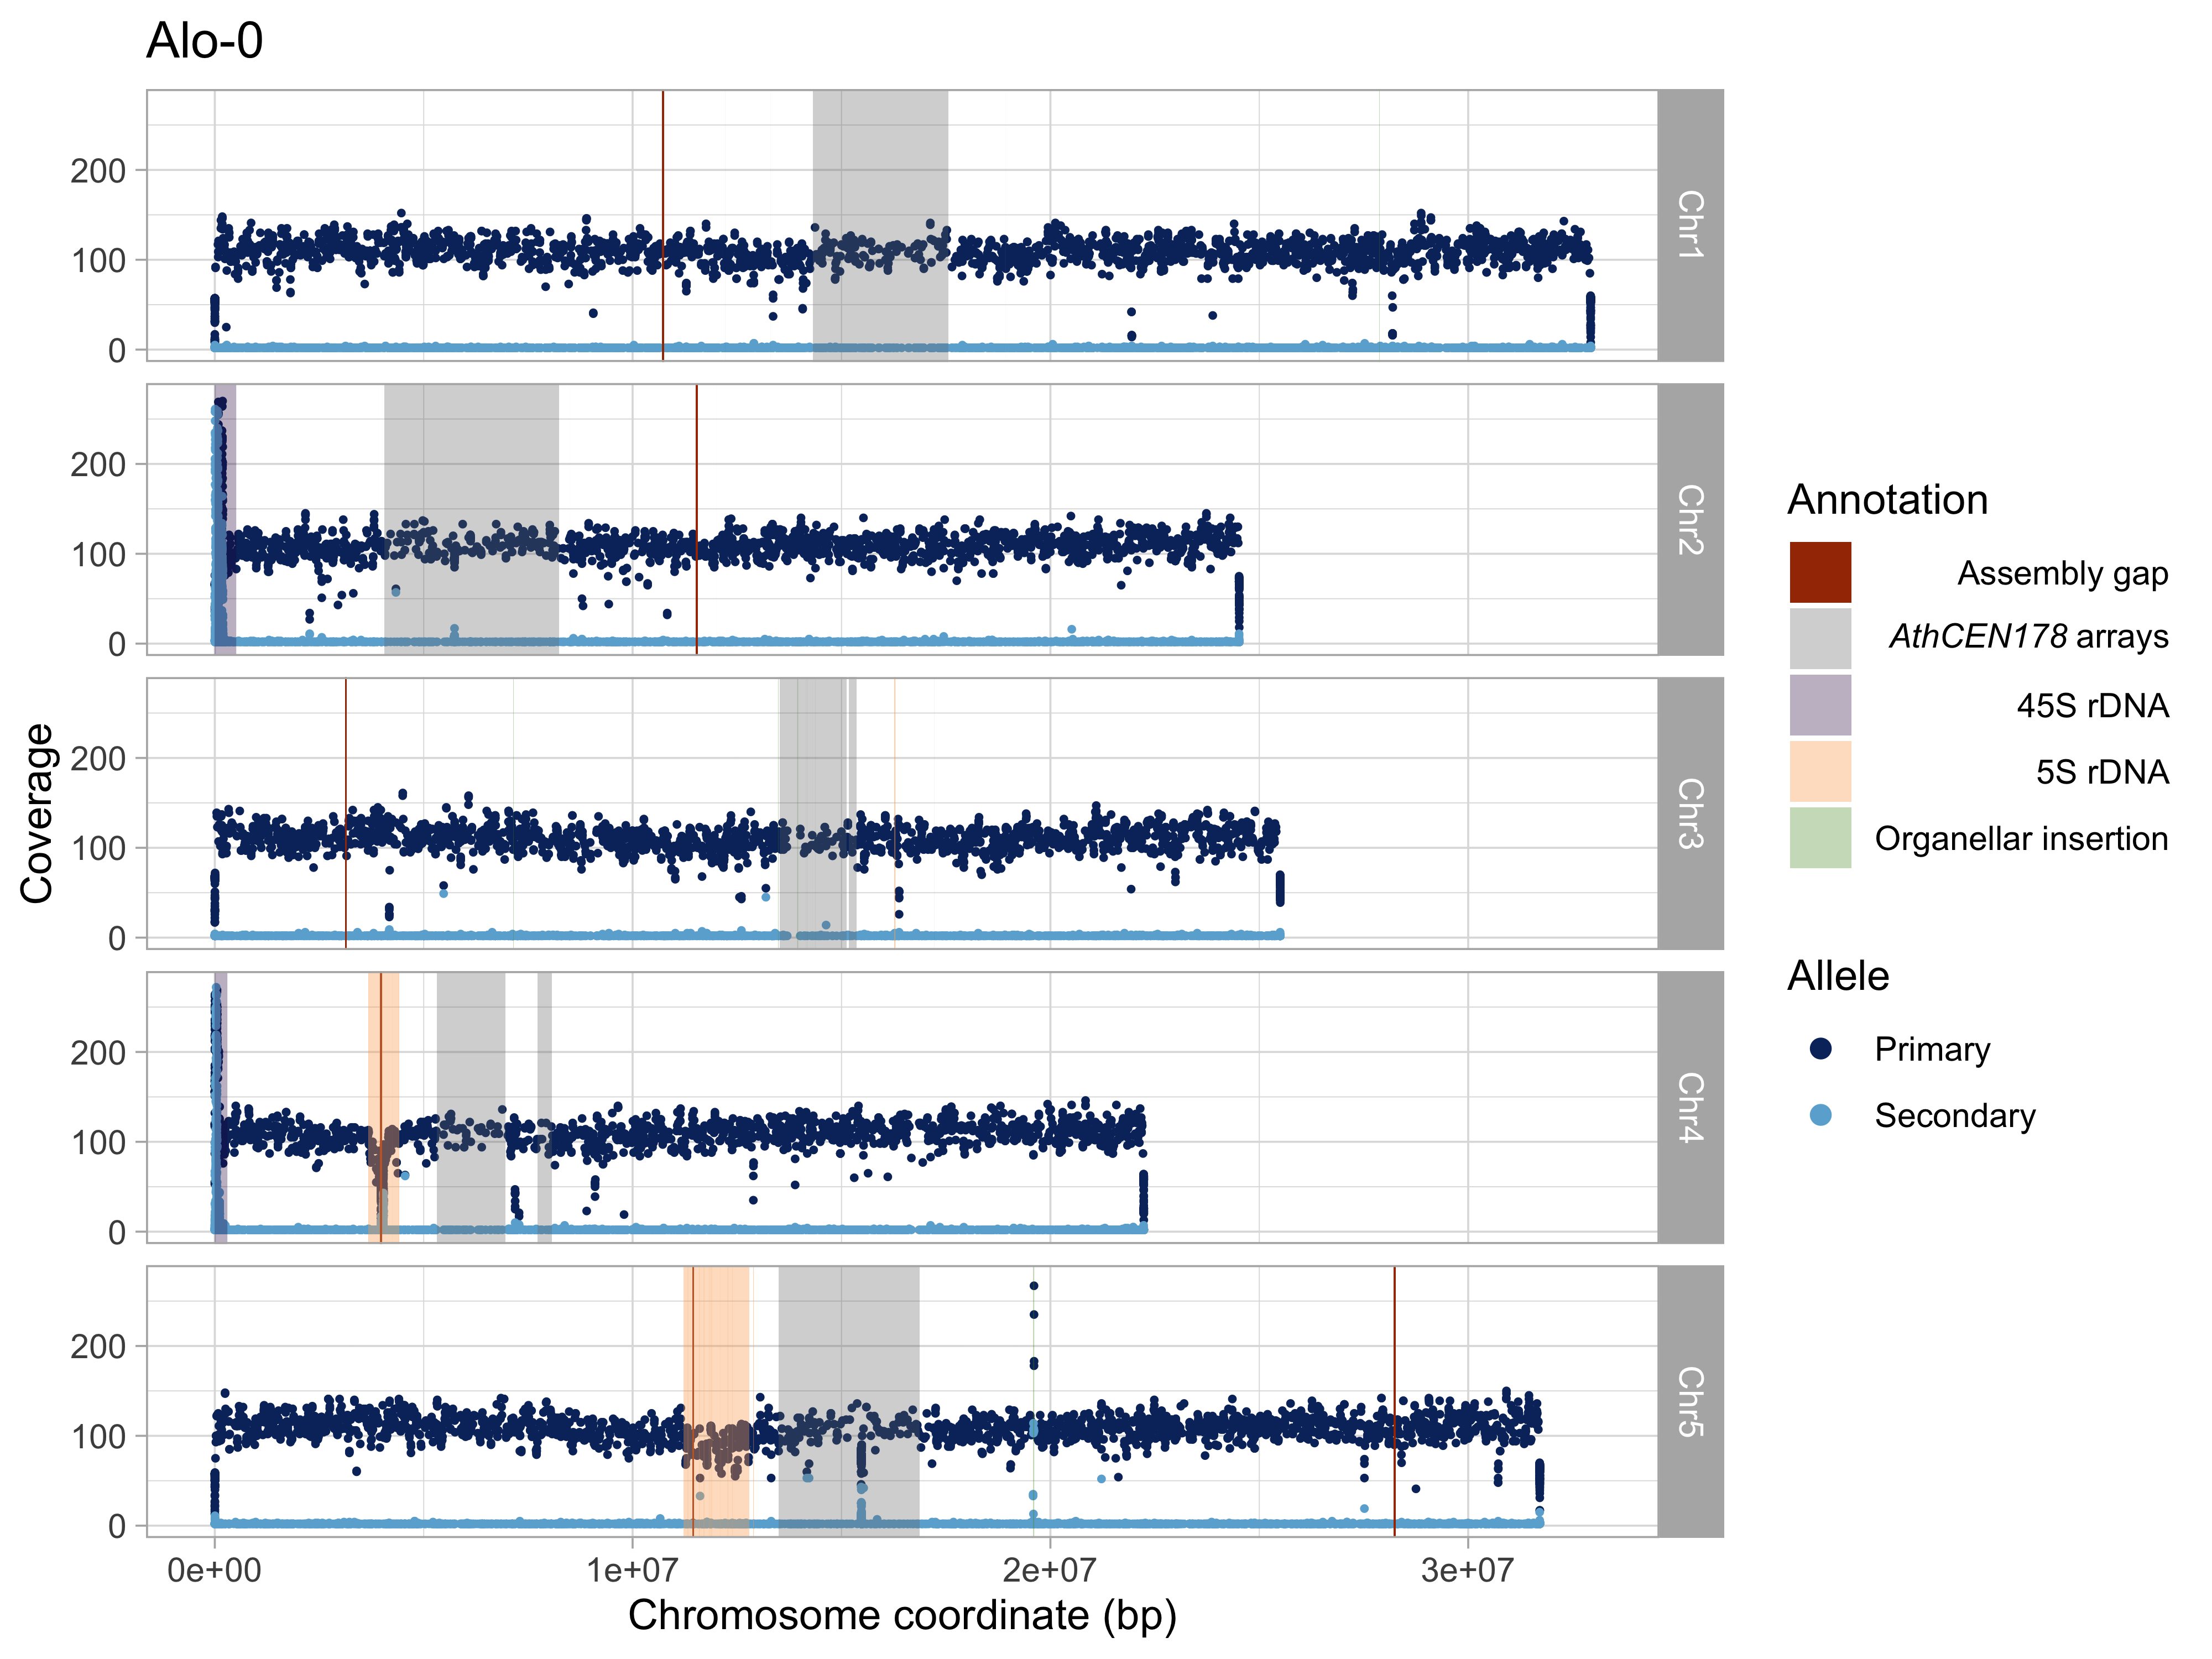 Alo-0
200
100
0
Chr1
200
100
0
Chr2
200
100
0
Chr3
200
100
0
Chr4
200
100
0
Chr5
0e+00 1e+07 2e+07 3e+07
Chromosome coordinate (bp)
Coverage
Annotation
Assembly gap
AthCEN178 arrays
45S rDNA
5S rDNA
Organellar insertion
Allele
Primary
Secondary